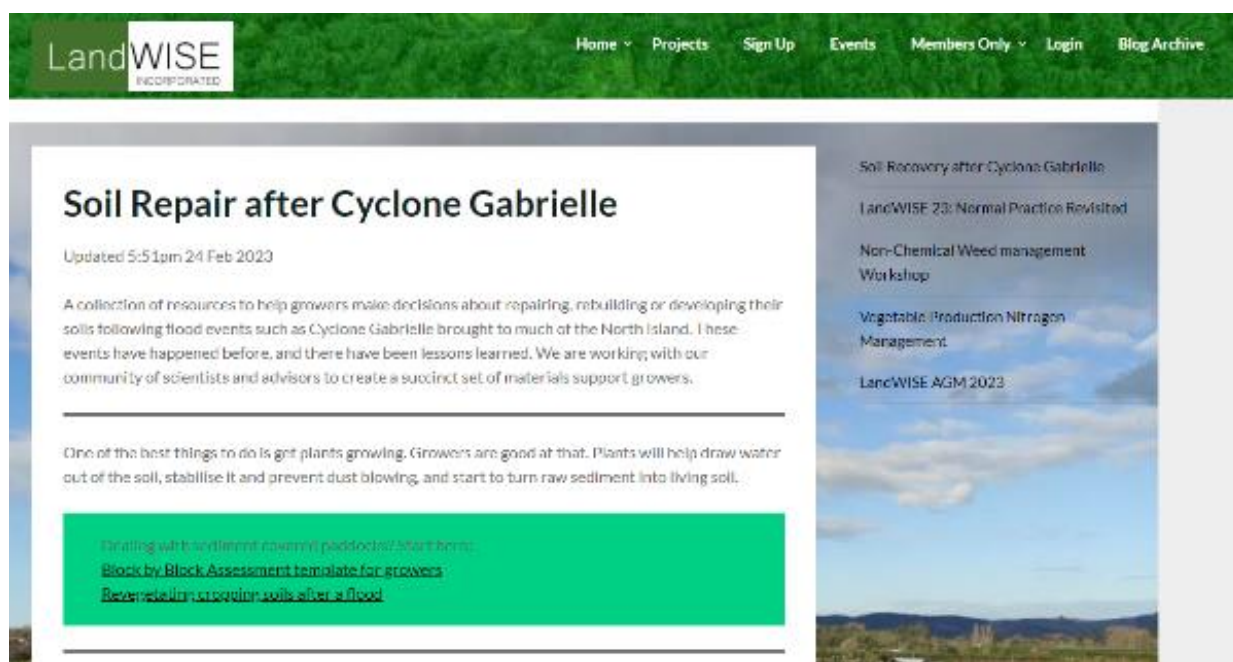 LandWISE
INCORPORATED
Home Projects Sign Up Events Members Only Login Blog Archive
Soil Repair after Cyclone Gabrielle
Updated 5:51pm 24 Feb 2023
A collection of resources to help growers make decisions about repairing, rebuilding or developing their
soils following flood events such as Cyclone Gabrielle brought to much of the North Island. These
events have happened before, and there have been lessons learned. We are working with our
community of scientists and advisors to create a succinct set of materials support growers.
One of the best things to do is get plants growing. Growers are good at that. Plants will help draw water
out of the soil, stabilise it and prevent dust blowing, and start to turn raw sediment into living soil.
Dealing with sediment covered paddocks? Start here:
Block by Block Assessment template for growers
Revegetating cropping soils after a flood
Soil Recovery after Cyclone Gabrielle
LandWISE 23: Normal Practice Revisited
Non-Chemical Weed management
Workshop
Vegetable Production Nitrogen
Management
LandWISE AGM 2023